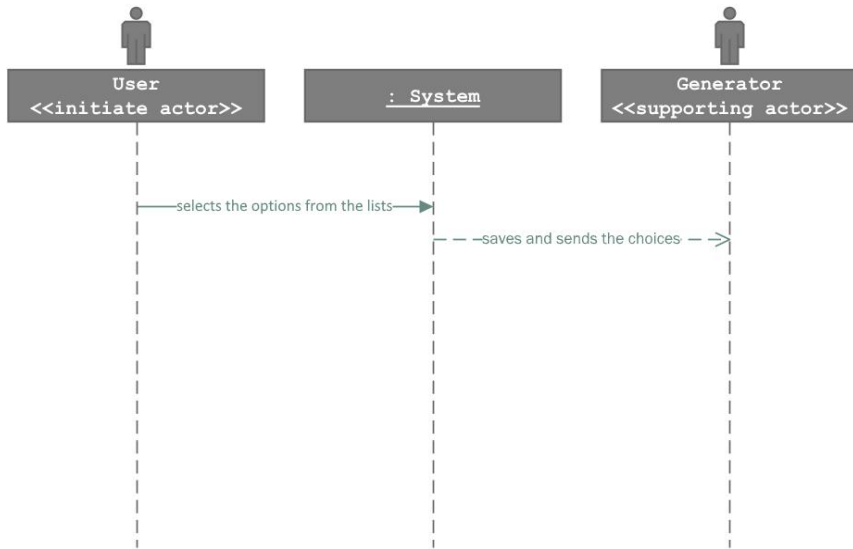 User
<<initiate actor>>
: System
Generator
<<supporting actor>>
selects the options from the lists
saves and sends the choices